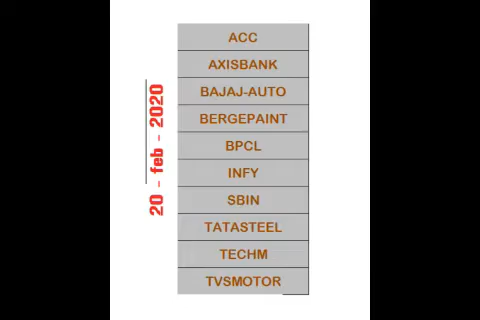 20 - feb - 2020
ACC
AXISBANK
BAJAJ-AUTO
BERGEPAINT
BPCL
INFY
SBIN
TATASTEEL
TECHM
TVSMOTOR